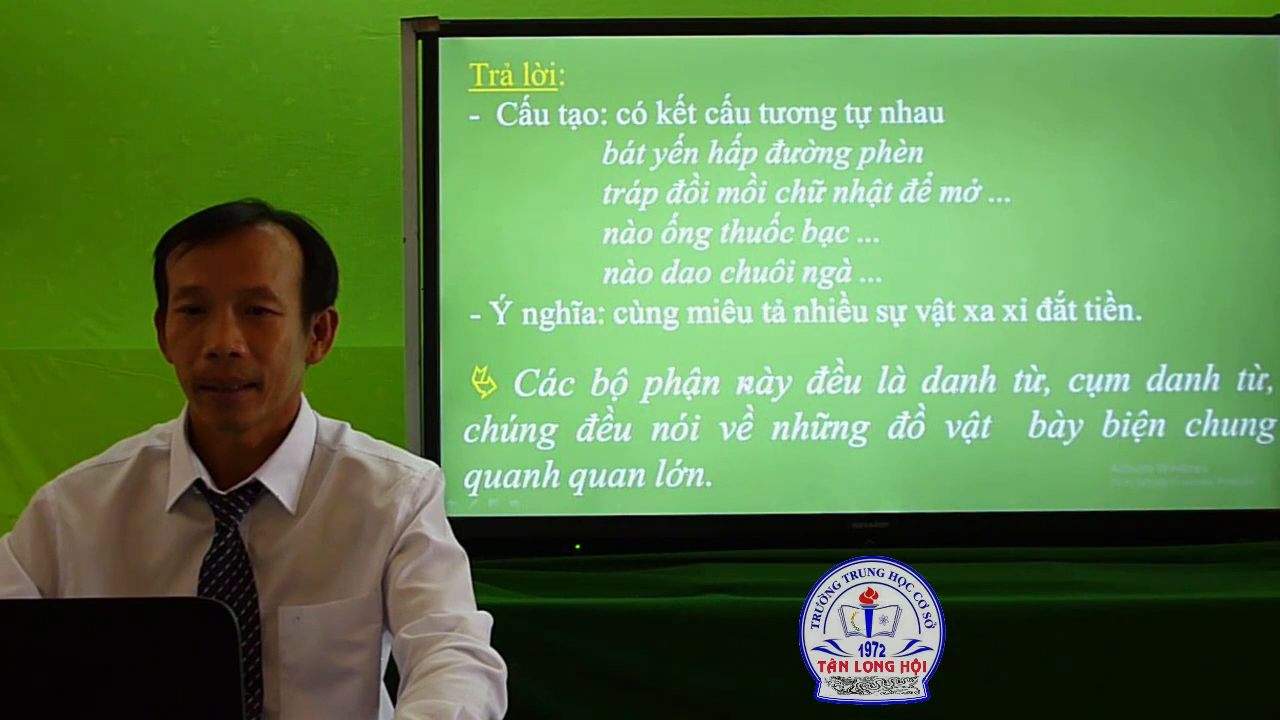 Trả lời:
- Cấu tạo: có kết cấu tương tự nhau
bát yến hấp đường phèn
tráp đồi mồi chữ nhật để mở ...
nào ống thuốc bạc ...
nào dao chuôi ngà ...
- Ý nghĩa: cùng miêu tả nhiều sự vật xa xỉ đắt tiền.
Các bộ phận này đều là danh từ, cụm danh từ,
chúng đều nói về những đồ vật bày biện chung
quanh quan lớn.
Activate Windows
SHARP
TRƯỜNG TRUNG HỌC CƠ SỞ
1972
TÂN LONG HỘI